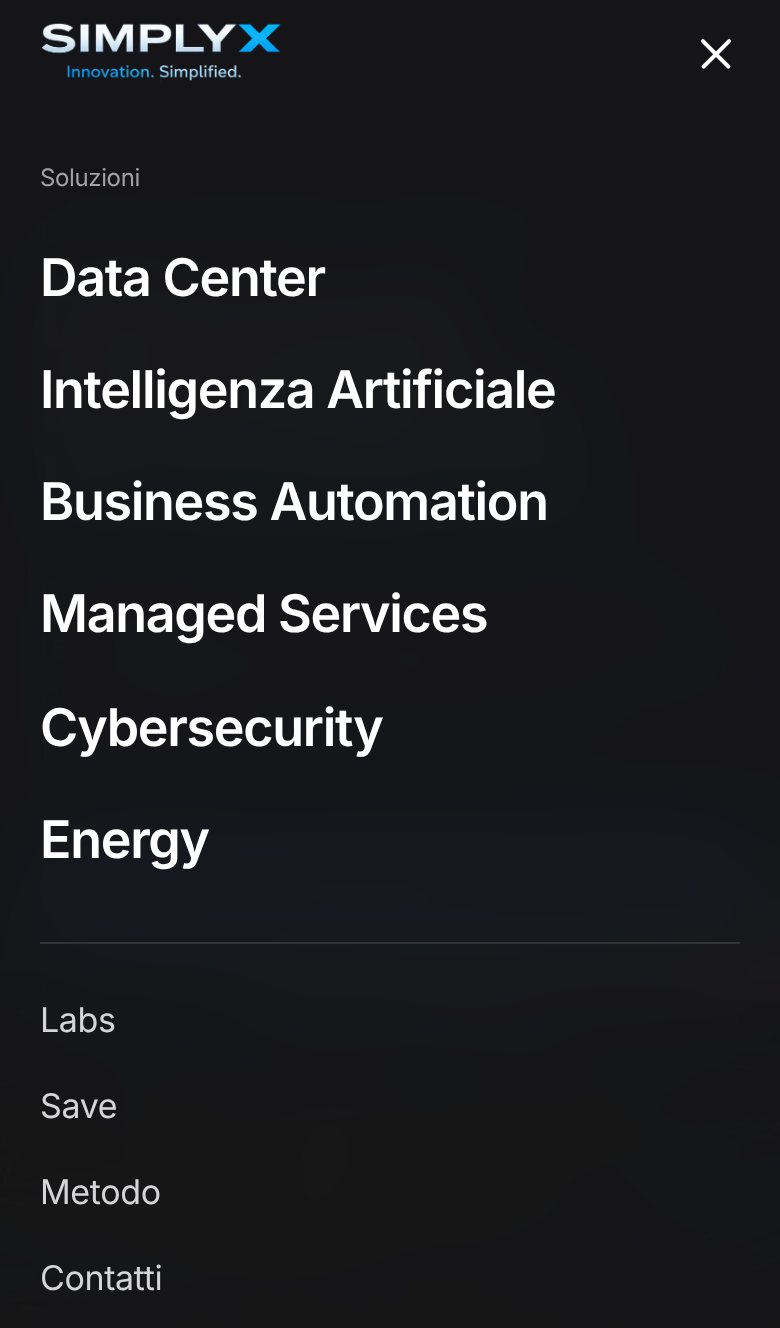 SIMPLYX
Innovation. Simplified.
Soluzioni
Data Center
Intelligenza Artificiale
Business Automation
Managed Services
Cybersecurity
Energy
Labs
Save
Metodo
Contatti